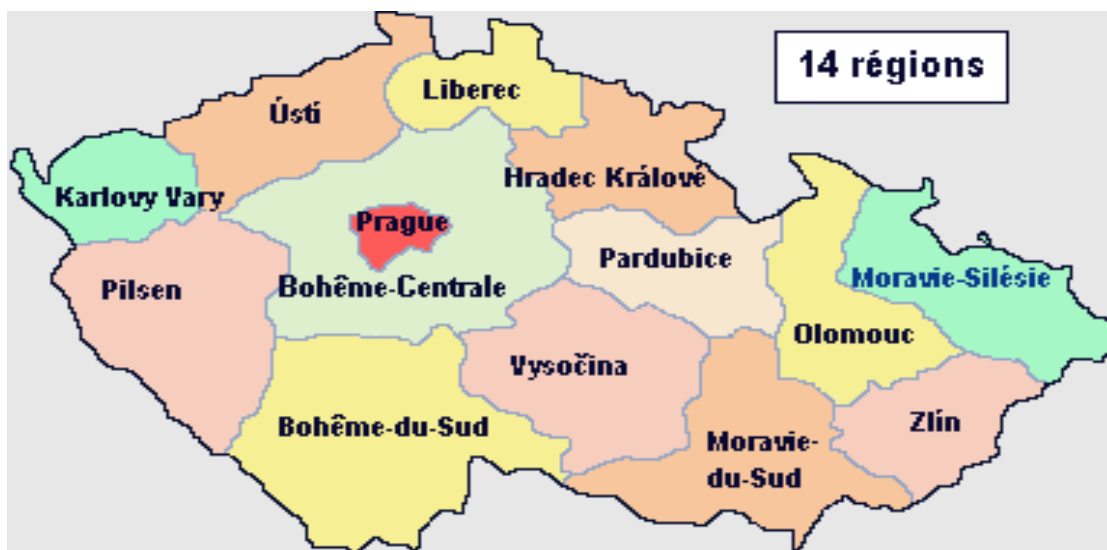 14 régions
Liberec
Ústí
Hradec Králové
Karlovy Vary
Prague
Pardubice
Moravie-Silésie
Pilsen
Bohême-Centrale
Olomouc
Vysočina
Zlín
Bohême-du-Sud
Moravie-
du-Sud